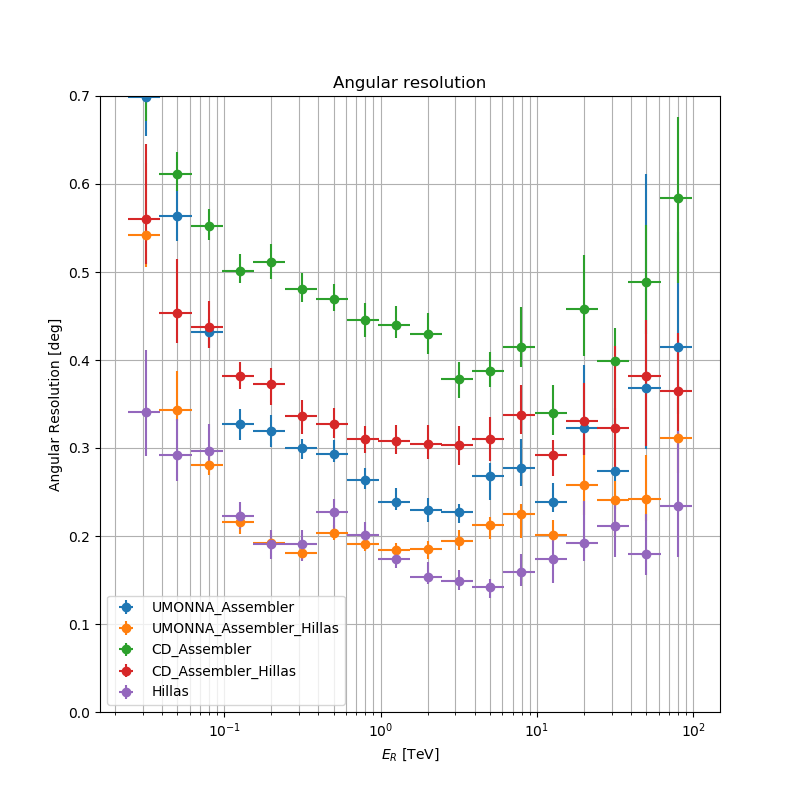 Angular resolution
0.7
0.6
0.5
0.4
0.3
0.2
0.1
0.0
Angular Resolution [deg]
UMONNA_Assembler
UMONNA_Assembler_Hillas
CD_Assembler
CD_Assembler_Hillas
Hillas
10⁻¹ 10⁰ 10¹ 10²
E_R [TeV]